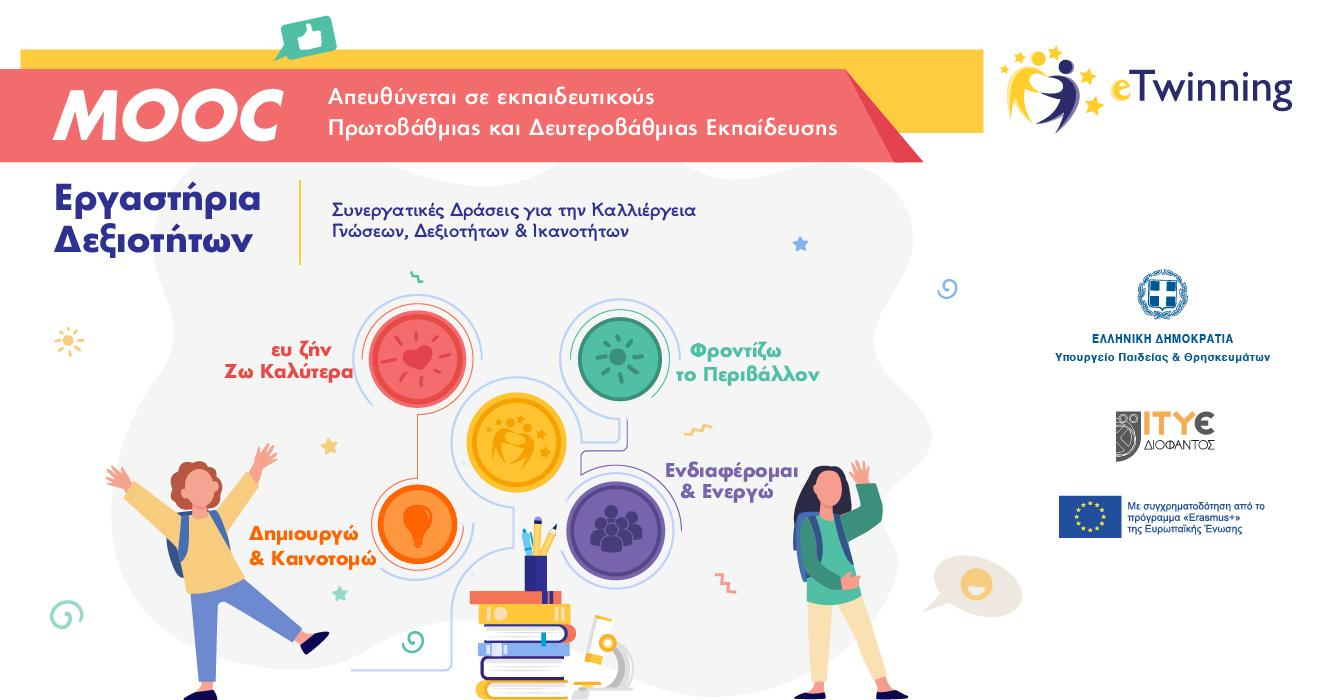 MOOC
Απευθύνεται σε εκπαιδευτικούς
Πρωτοβάθμιας και Δευτεροβάθμιας Εκπαίδευσης
eTwinning
Εργαστήρια
Δεξιοτήτων
Συνεργατικές Δράσεις για την Καλλιέργεια
Γνώσεων, Δεξιοτήτων & Ικανοτήτων
ευ ζήν
Ζω Καλύτερα
Φροντίζω
το Περιβάλλον
Ενδιαφέρομαι
& Ενεργώ
Δημιουργώ
& Καινοτομώ
ΕΛΛΗΝΙΚΗ ΔΗΜΟΚΡΑΤΙΑ
Υπουργείο Παιδείας & Θρησκευμάτων
ΙΤΥΕ
ΔΙΟΦΑΝΤΟΣ
Με συγχρηματοδότηση από το
πρόγραμμα «Erasmus+»
της Ευρωπαϊκής Ένωσης